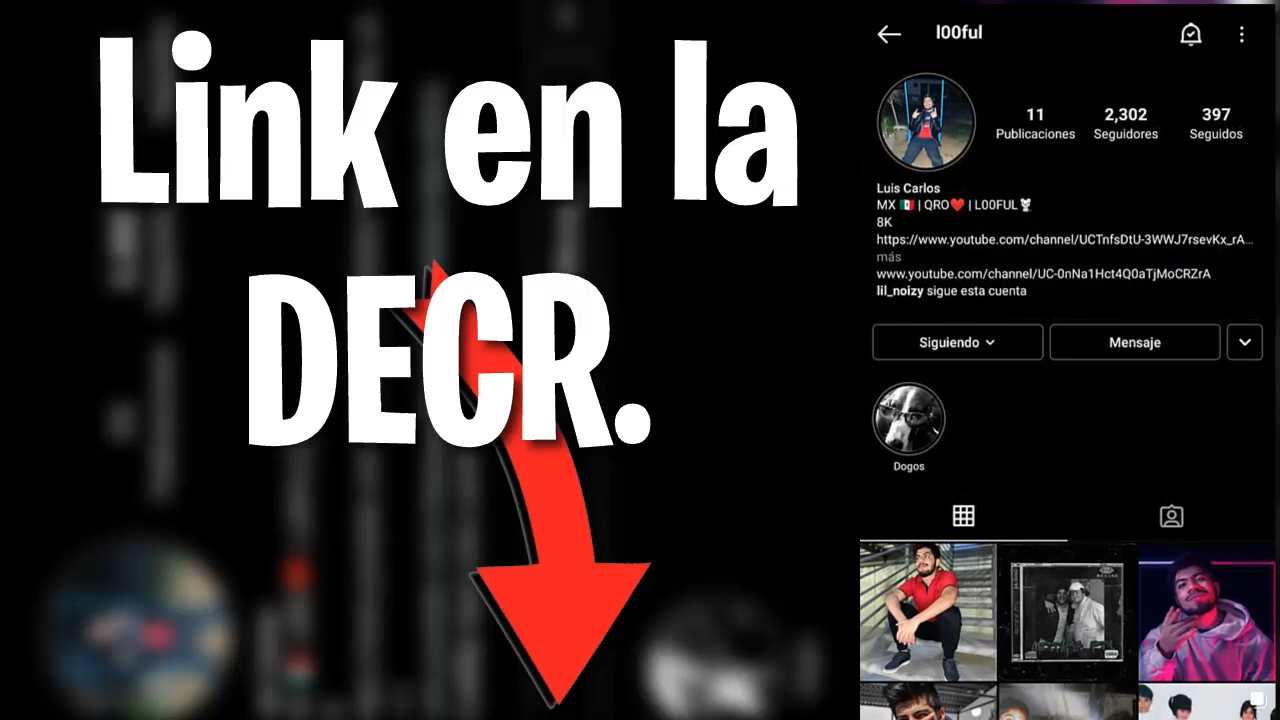 Link en la
DECR.
l00ful
11
Publicaciones
2,302
Seguidores
397
Seguidos
Luis Carlos
MX 🇲🇽 | QRO❤️ | L00FUL
8K
https://www.youtube.com/channel/UCTnfsDtU-3WWJ7rsevKx_rA...
más
www.youtube.com/channel/UC-0nNa1Hct4Q0aTjMoCRZrA
lil_noizy sigue esta cuenta
Siguiendo
Mensaje
Dogos